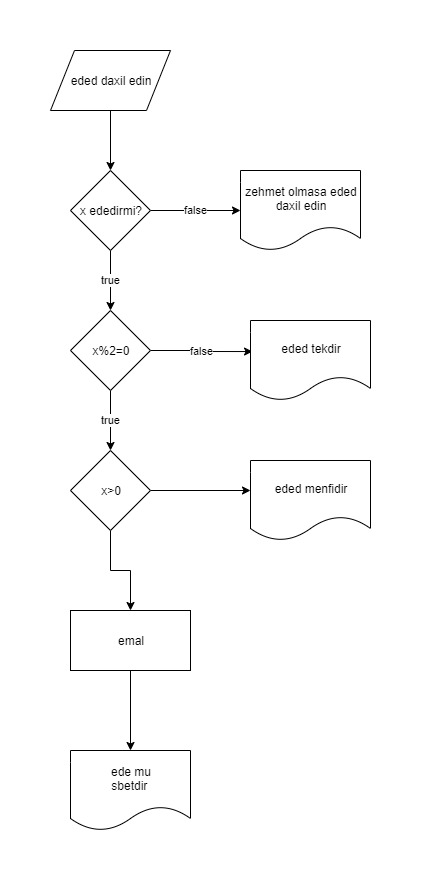 eded daxil edin
x ededirmi?
false
zehmet olmasa eded
daxil edin
true
x%2=0
false
eded tekdir
true
x>0
eded menfidir
emal
ede mu
sbetdir